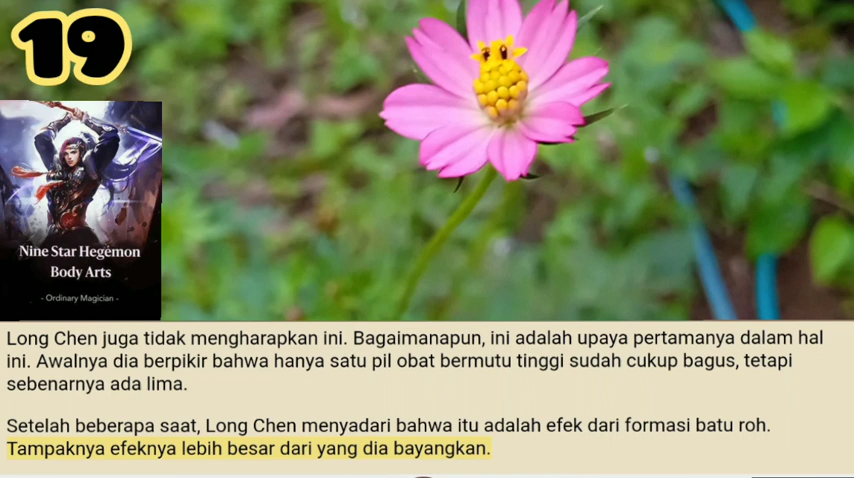 19
Nine Star Hegemon
Body Arts
- Ordinary Magician -
Long Chen juga tidak mengharapkan ini. Bagaimanapun, ini adalah upaya pertamanya dalam hal
ini. Awalnya dia berpikir bahwa hanya satu pil obat bermutu tinggi sudah cukup bagus, tetapi
sebenarnya ada lima.
Setelah beberapa saat, Long Chen menyadari bahwa itu adalah efek dari formasi batu roh.
Tampaknya efeknya lebih besar dari yang dia bayangkan.